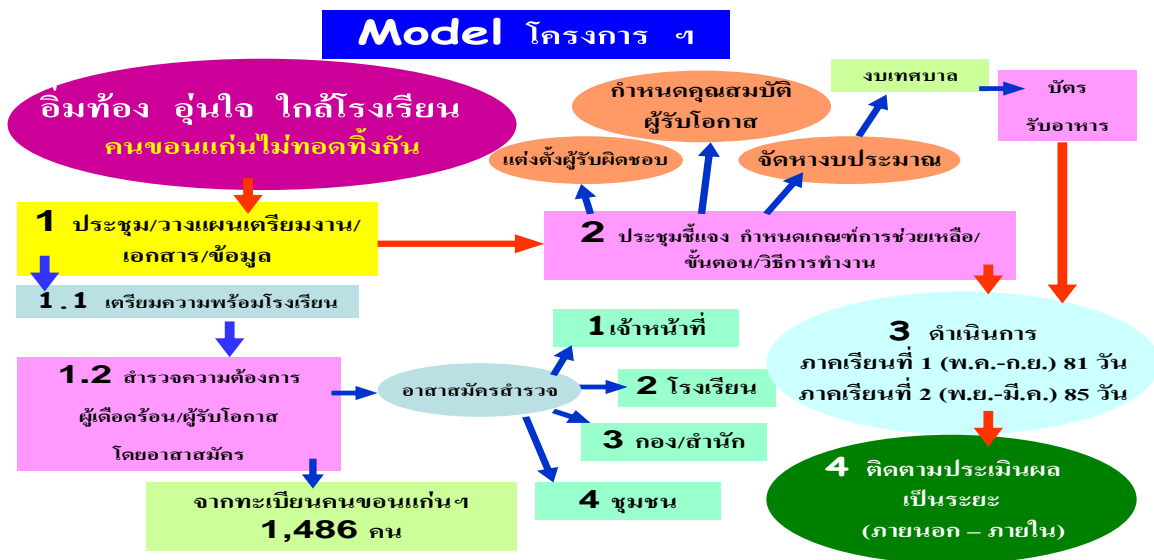 Model โครงการ ฯ
อิ่มท้อง อุ่นใจ ใกล้โรงเรียน
คนขอนแก่นไม่ทอดทิ้งกัน
1 ประชุม/วางแผนเตรียมงาน/
เอกสาร/ข้อมูล
1.1 เตรียมความพร้อมโรงเรียน
1.2 สำรวจความต้องการ
ผู้เดือดร้อน/ผู้รับโอกาส
โดยอาสาสมัคร
จากทะเบียนคนขอนแก่นฯ
1,486 คน
อาสาสมัครสำรวจ
1 เจ้าหน้าที่
2 โรงเรียน
3 กอง/สำนัก
4 ชุมชน
2 ประชุมชี้แจง กำหนดเกณฑ์การช่วยเหลือ/
ขั้นตอน/วิธีการทำงาน
แต่งตั้งผู้รับผิดชอบ
กำหนดคุณสมบัติ
ผู้รับโอกาส
จัดหางบประมาณ
งบเทศบาล
บัตร
รับอาหาร
3 ดำเนินการ
ภาคเรียนที่ 1 (พ.ค.-ก.ย.) 81 วัน
ภาคเรียนที่ 2 (พ.ย.-มี.ค.) 85 วัน
4 ติดตามประเมินผล
เป็นระยะ
(ภายนอก – ภายใน)